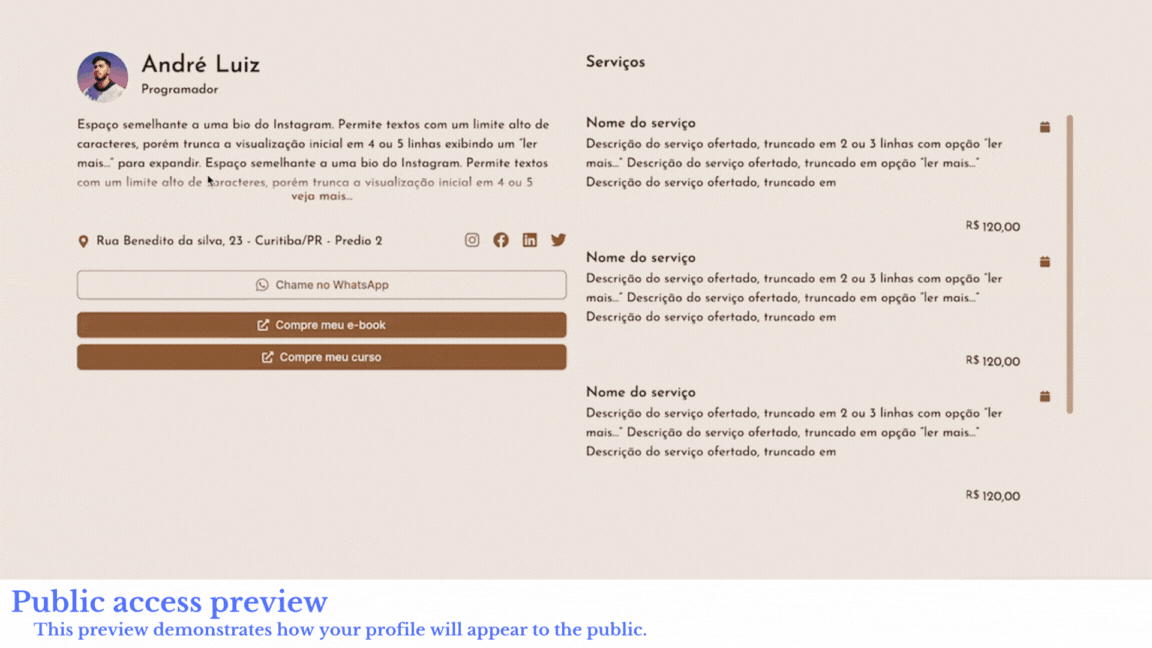 André Luiz
Programador
Espaço semelhante a uma bio do Instagram. Permite textos com um limite alto de
caracteres, porém trunca a visualização inicial em 4 ou 5 linhas exibindo um “ler
mais...” para expandir. Espaço semelhante a uma bio do Instagram. Permite textos
com um limite alto de caracteres, porém trunca a visualização inicial em 4 ou 5
veja mais...
Rua Benedito da silva, 23 - Curitiba/PR - Predio 2
Chame no WhatsApp
Compre meu e-book
Compre meu curso
Serviços
Nome do serviço
Descrição do serviço ofertado, truncado em 2 ou 3 linhas com opção “ler
mais...” Descrição do serviço ofertado, truncado em opção “ler mais...”
Descrição do serviço ofertado, truncado em
R$ 120,00
Nome do serviço
Descrição do serviço ofertado, truncado em 2 ou 3 linhas com opção “ler
mais...” Descrição do serviço ofertado, truncado em opção “ler mais...”
Descrição do serviço ofertado, truncado em
R$ 120,00
Nome do serviço
Descrição do serviço ofertado, truncado em 2 ou 3 linhas com opção “ler
mais...” Descrição do serviço ofertado, truncado em opção “ler mais...”
Descrição do serviço ofertado, truncado em
R$ 120,00
Public access preview
This preview demonstrates how your profile will appear to the public.